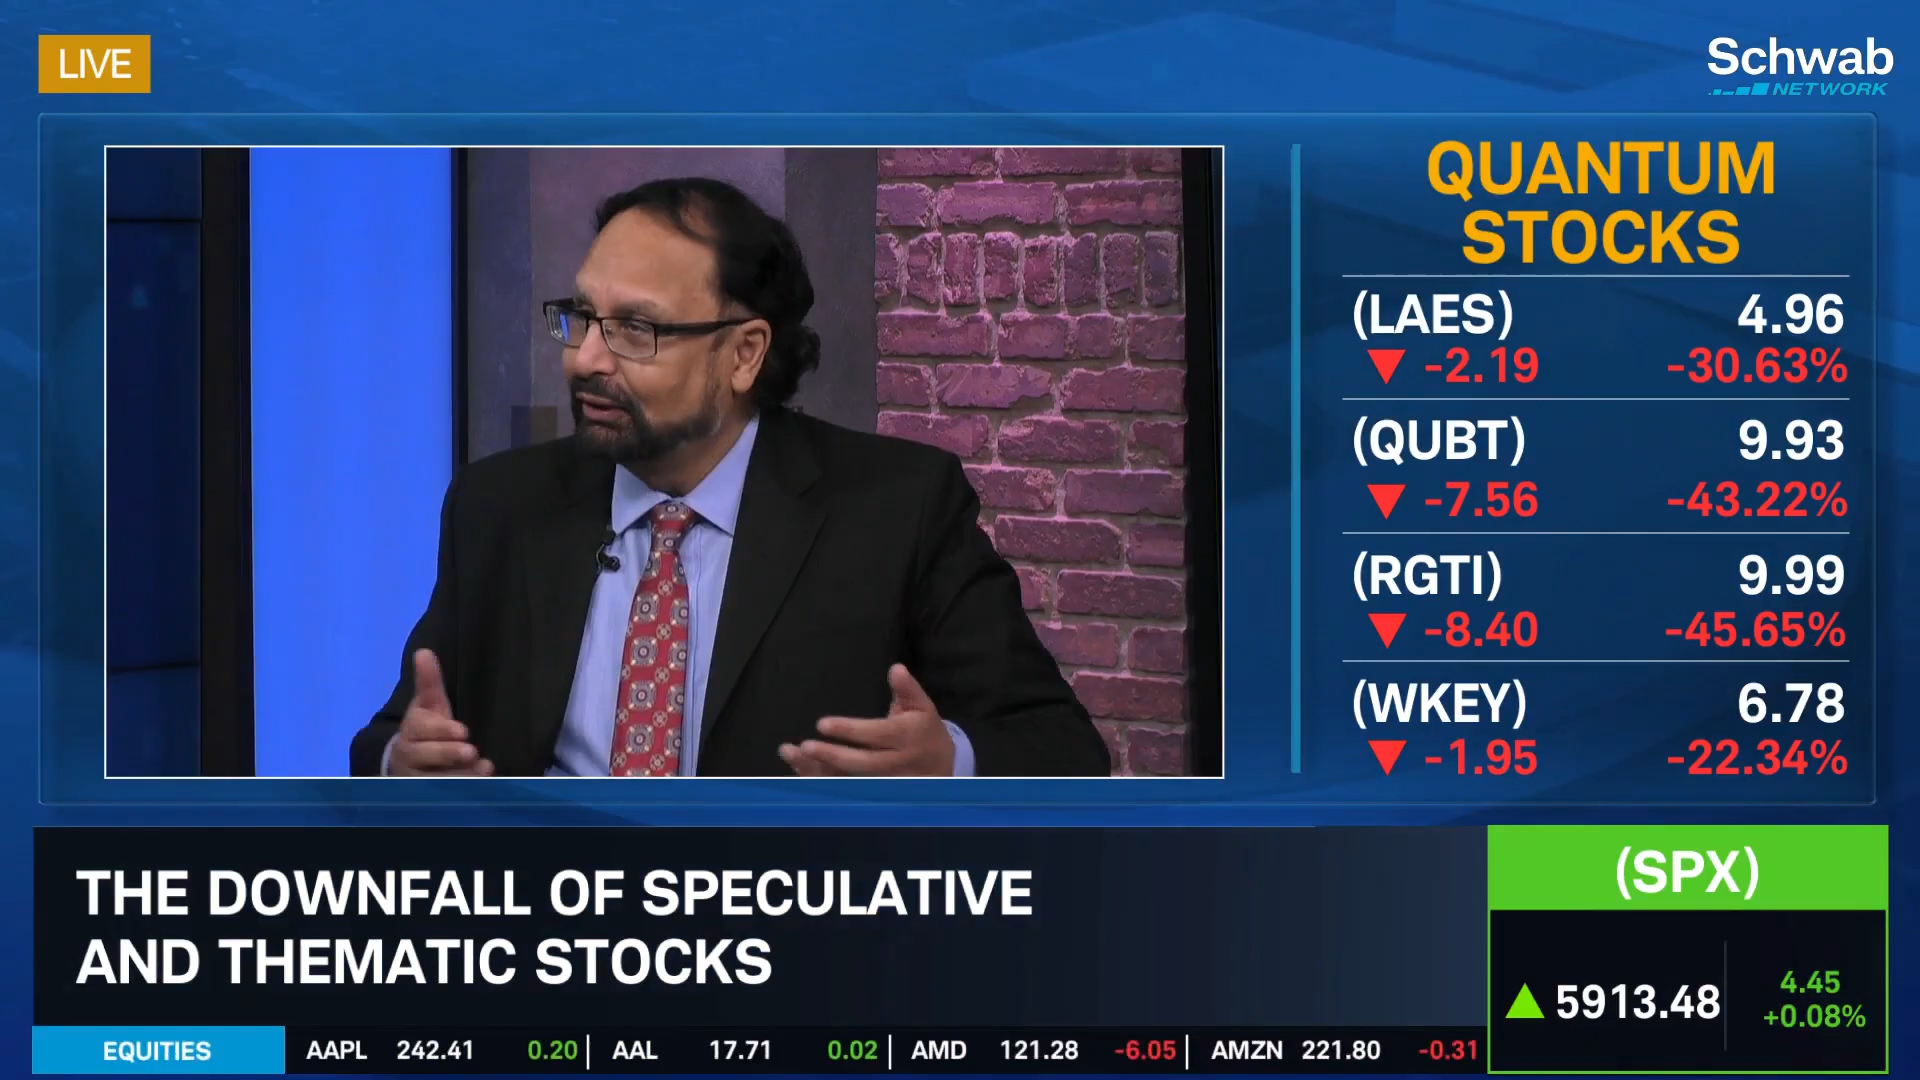 LIVE
Schwab
NETWORK
QUANTUM
STOCKS
(LAES) 4.96
▼ -2.19 -30.63%
(QUBT) 9.93
▼ -7.56 -43.22%
(RGTI) 9.99
▼ -8.40 -45.65%
(WKEY) 6.78
▼ -1.95 -22.34%
THE DOWNFALL OF SPECULATIVE
AND THEMATIC STOCKS
(SPX)
▲ 5913.48
4.45
+0.08%
EQUITIES AAPL 242.41 0.20 AAL 17.71 0.02 AMD 121.28 -6.05 AMZN 221.80 -0.31